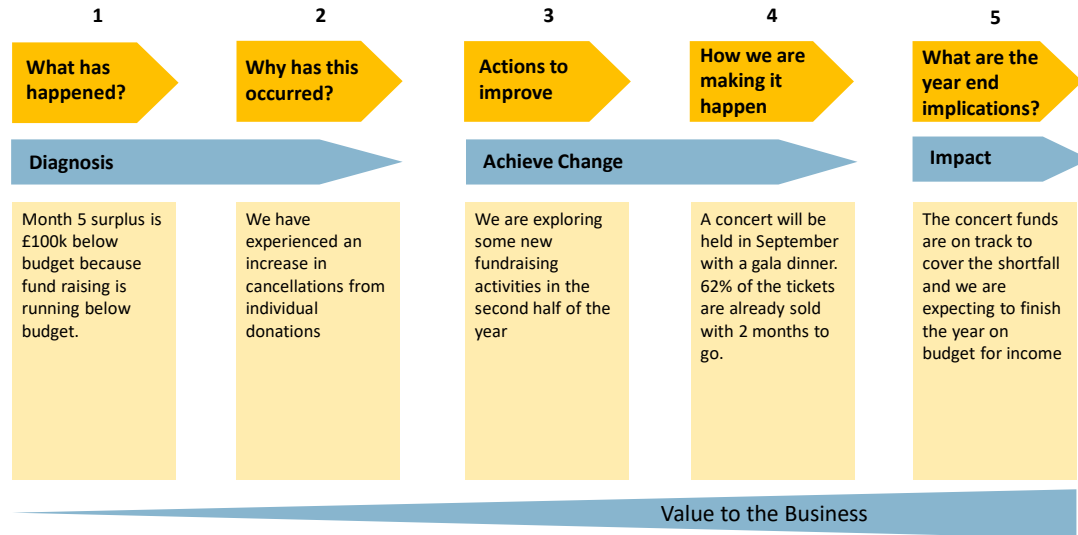 1
2
3
4
5
What has
happened?
Why has this
occurred?
Actions to
improve
How we are
making it
happen
What are the
year end
implications?
Diagnosis
Achieve Change
Impact
Month 5 surplus is
£100k below
budget because
fund raising is
running below
budget.
We have
experienced an
increase in
cancellations from
individual
donations
We are exploring
some new
fundraising
activities in the
second half of the
year
A concert will be
held in September
with a gala dinner.
62% of the tickets
are already sold
with 2 months to
go.
The concert funds
are on track to
cover the shortfall
and we are
expecting to finish
the year on
budget for income
Value to the Business